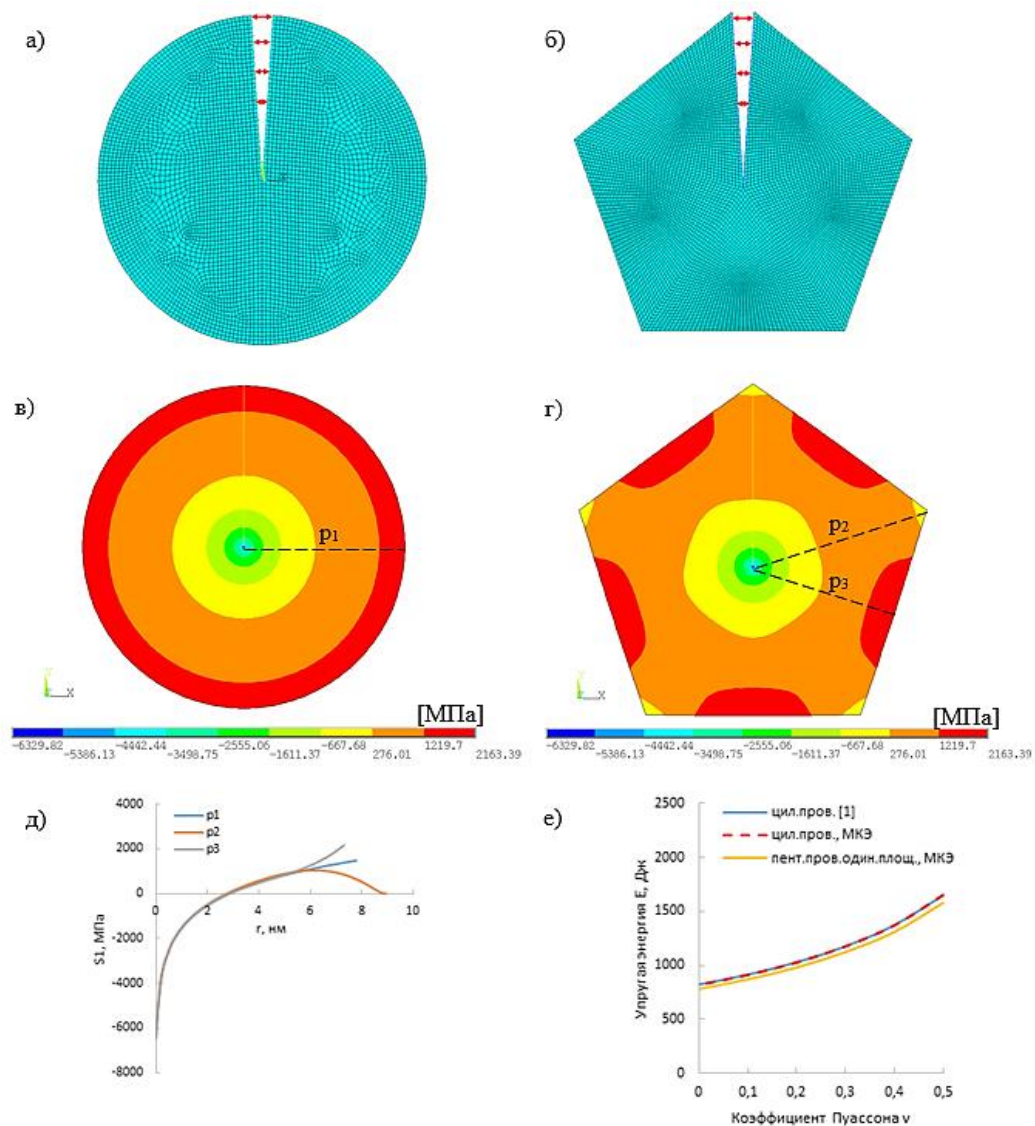 а)
б)
X
в)
г)
p1
p2
p3
Y
X
Y
X
[МПа]
[МПа]
-6329.82 -4442.44 -2555.06 -667.68 1219.7
-5386.13 -3498.75 -1611.37 276.01 2163.39
-6329.82 -4442.44 -2555.06 -667.68 1219.7
-5386.13 -3498.75 -1611.37 276.01 2163.39
д)
4000
2000
0
-2000
-4000
-6000
-8000
S1, МПа
p1
p2
p3
0 2 4 6 8 10
r, нм
е)
2500
2000
1500
1000
500
0
Упругая энергия E, Дж
цил.пров. [1]
цил.пров., МКЭ
пент.пров.один.площ., МКЭ
0 0,1 0,2 0,3 0,4 0,5
Коэффициент Пуассона ν